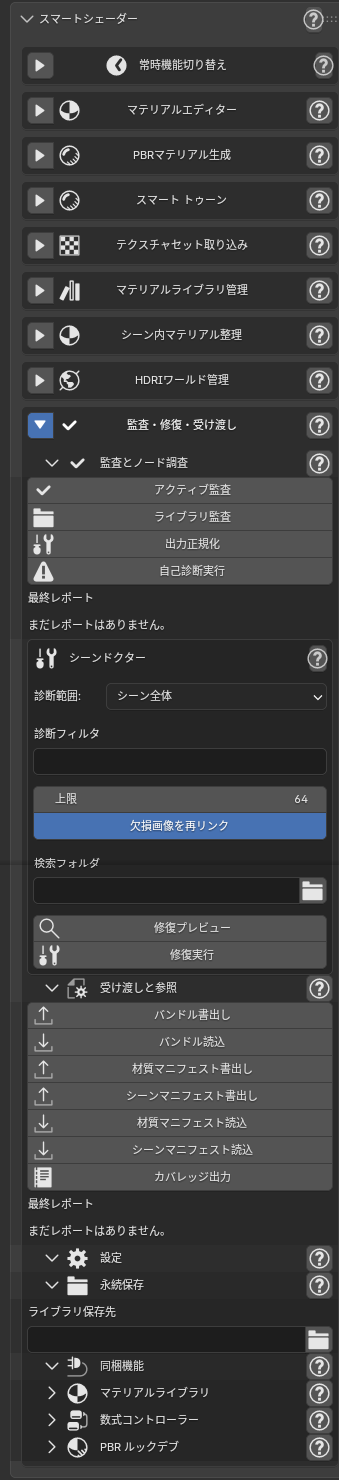 スマートシェーダー
常時機能切り替え
マテリアルエディター
PBRマテリアル生成
スマート トゥーン
テクスチャセット取り込み
マテリアルライブラリ管理
シーン内マテリアル整理
HDRIワールド管理
監査・修復・受け渡し
監査とノード調査
アクティブ監査
ライブラリ監査
出力正規化
自己診断実行
最終レポート
まだレポートはありません。
シーンドクター
診断範囲: シーン全体
診断フィルタ
上限 64
欠損画像を再リンク
検索フォルダ
修復プレビュー
修復実行
受け渡しと参照
バンドル書出し
バンドル読込
材質マニフェスト書出し
シーンマニフェスト書出し
材質マニフェスト読込
シーンマニフェスト読込
カバレッジ出力
最終レポート
まだレポートはありません。
設定
永続保存
ライブラリ保存先
同梱機能
マテリアルライブラリ
数式コントローラー
PBR ルックデブ